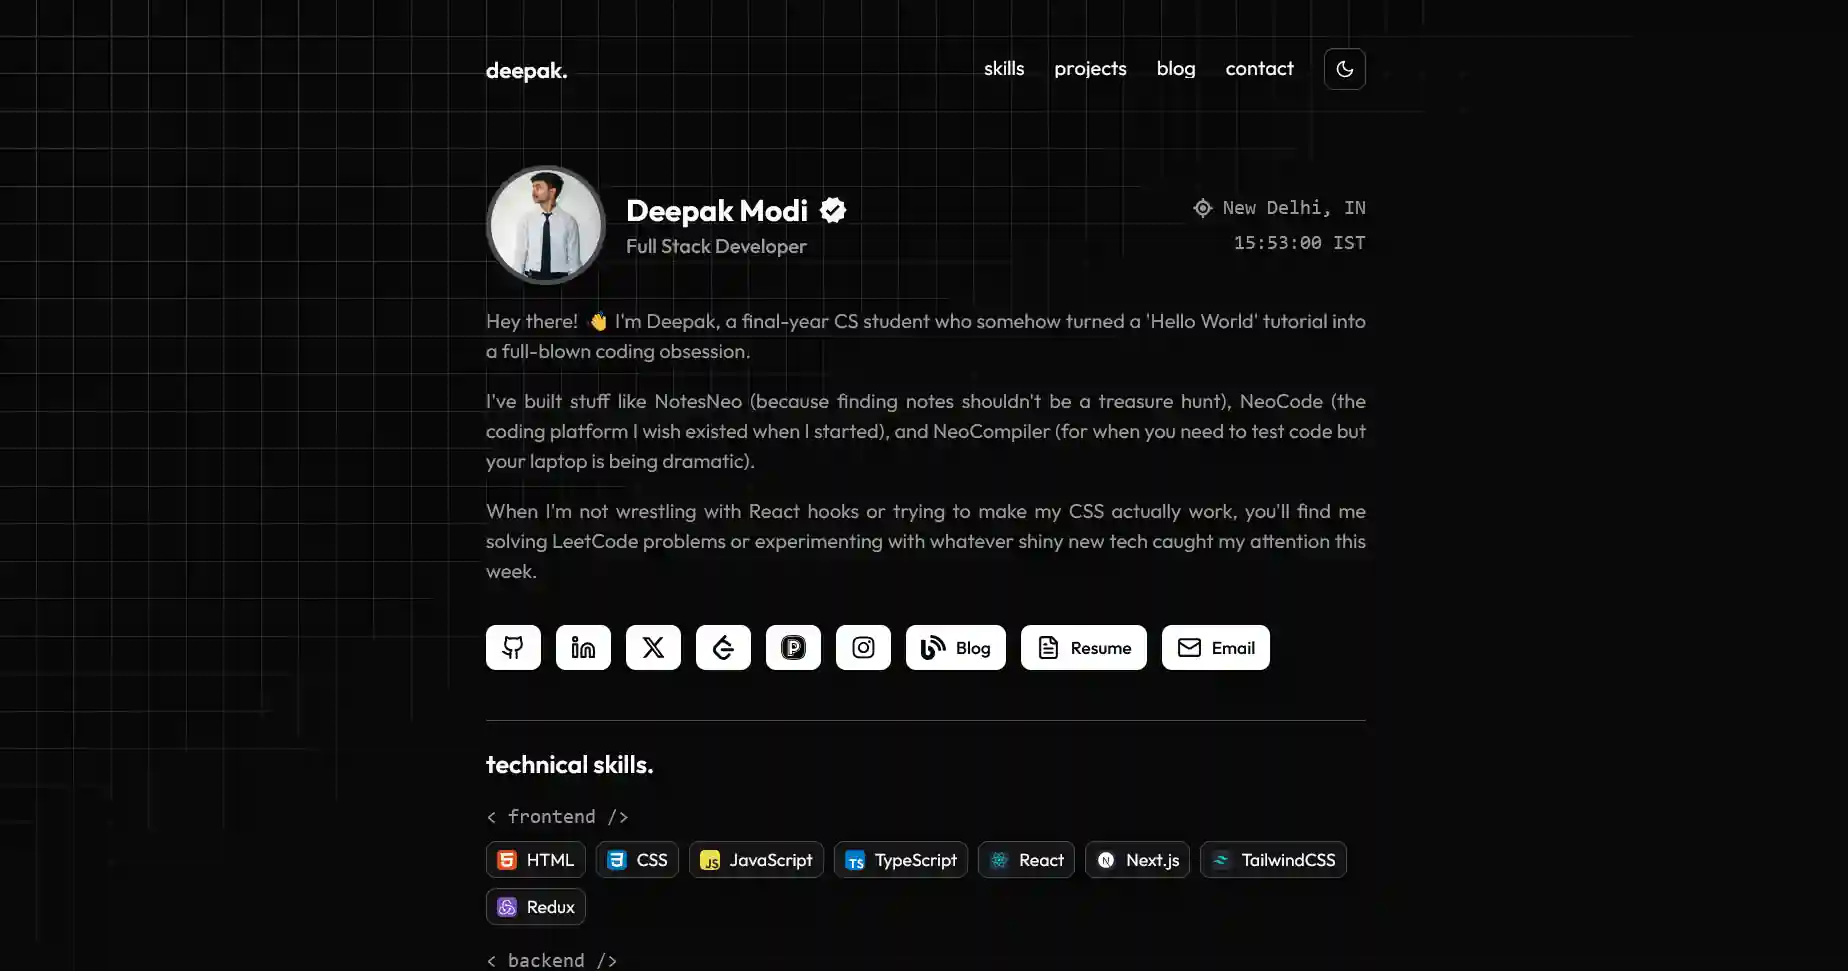 deepak.
skills projects blog contact
Deepak Modi
Full Stack Developer
New Delhi, IN
15:53:00 IST
Hey there! 👋 I'm Deepak, a final-year CS student who somehow turned a 'Hello World' tutorial into
a full-blown coding obsession.
I've built stuff like NotesNeo (because finding notes shouldn't be a treasure hunt), NeoCode (the
coding platform I wish existed when I started), and NeoCompiler (for when you need to test code but
your laptop is being dramatic).
When I'm not wrestling with React hooks or trying to make my CSS actually work, you'll find me
solving LeetCode problems or experimenting with whatever shiny new tech caught my attention this
week.
Blog Resume Email
technical skills.
< frontend />
HTML CSS JavaScript TypeScript React Next.js TailwindCSS
Redux
< backend />